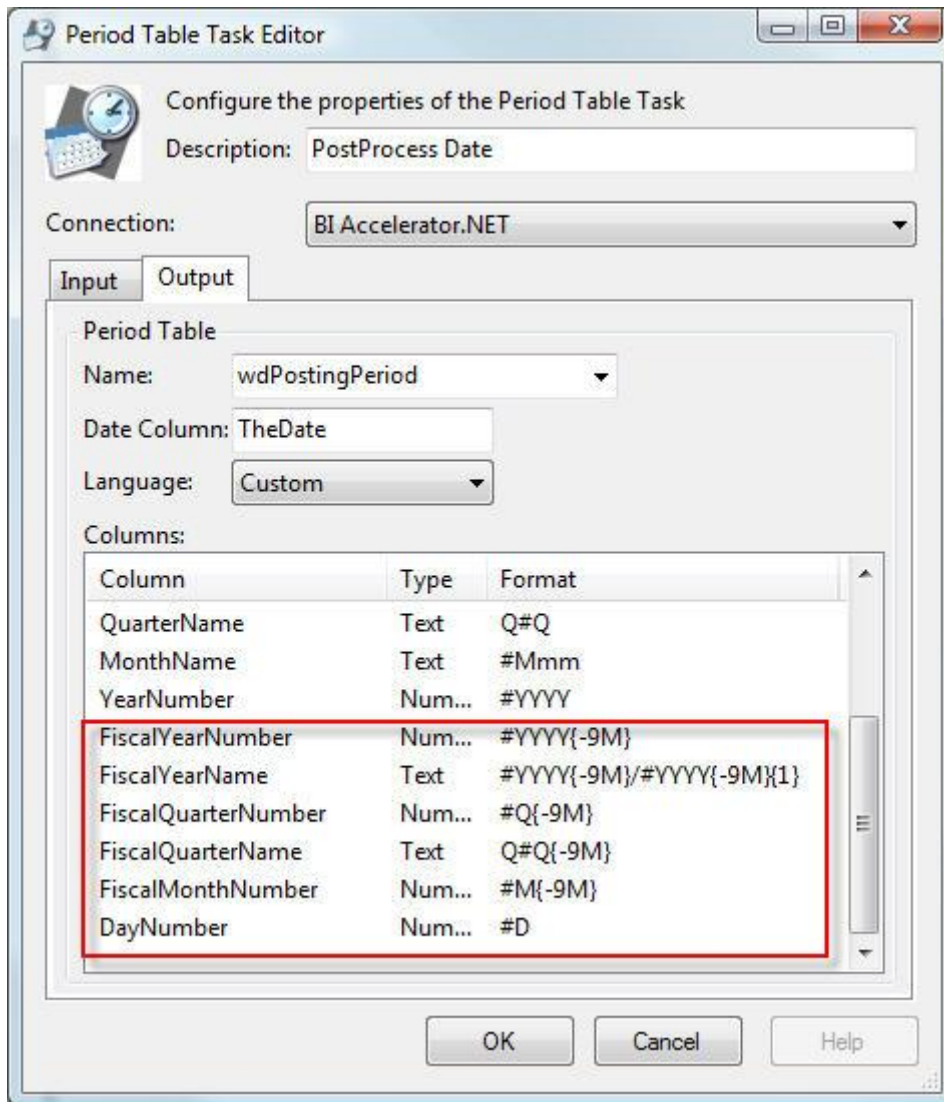 Period Table Task Editor
Configure the properties of the Period Table Task
Description: PostProcess Date
Connection: BI Accelerator.NET
Input Output
Period Table
Name: wdPostingPeriod
Date Column: TheDate
Language: Custom
Columns:
Column Type Format
QuarterName Text Q#Q
MonthName Text #Mmm
YearNumber Num... #YYYY
FiscalYearNumber Num... #YYYY{-9M}
FiscalYearName Text #YYYY{-9M}/#YYYY{-9M}{1}
FiscalQuarterNumber Num... #Q{-9M}
FiscalQuarterName Text Q#Q{-9M}
FiscalMonthNumber Num... #M{-9M}
DayNumber Num... #D
OK Cancel Help